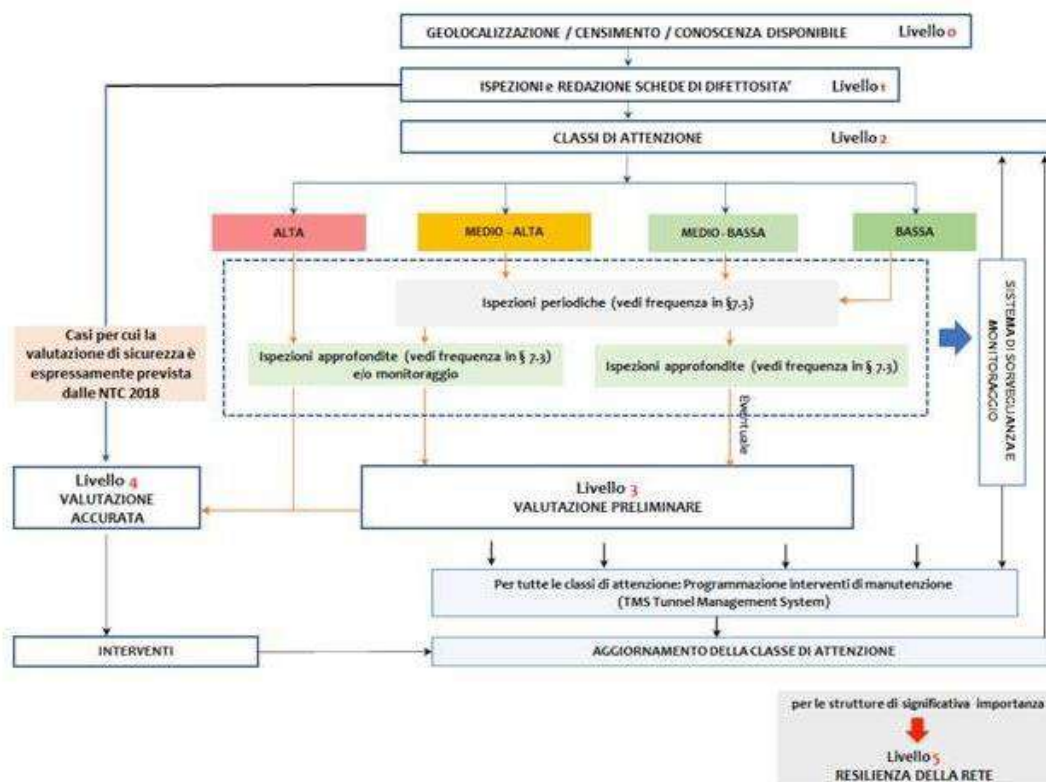 GEOLOCALIZZAZIONE / CENSIMENTO / CONOSCENZA DISPONIBILE Livello 0
ISPEZIONI e REDAZIONE SCHEDE DI DIFETTOSITA' Livello 1
CLASSI DI ATTENZIONE Livello 2
ALTA
MEDIO - ALTA
MEDIO - BASSA
BASSA
Ispezioni periodiche (vedi frequenza in §7.3)
Casi per cui la
valutazione di sicurezza è
espressamente prevista
dalle NTC 2018
Ispezioni approfondite (vedi frequenza in § 7.3)
e/o monitoraggio
Ispezioni approfondite (vedi frequenza in § 7.3)
SISTEMA DI SORVEGLIANZA E
MONITORAGGIO
Eventuale
Livello 4
VALUTAZIONE
ACCURATA
Livello 3
VALUTAZIONE PRELIMINARE
Per tutte le classi di attenzione: Programmazione interventi di manutenzione
(TMS Tunnel Management System)
INTERVENTI
AGGIORNAMENTO DELLA CLASSE DI ATTENZIONE
per le strutture di significativa importanza
Livello 5
RESILIENZA DELLA RETE